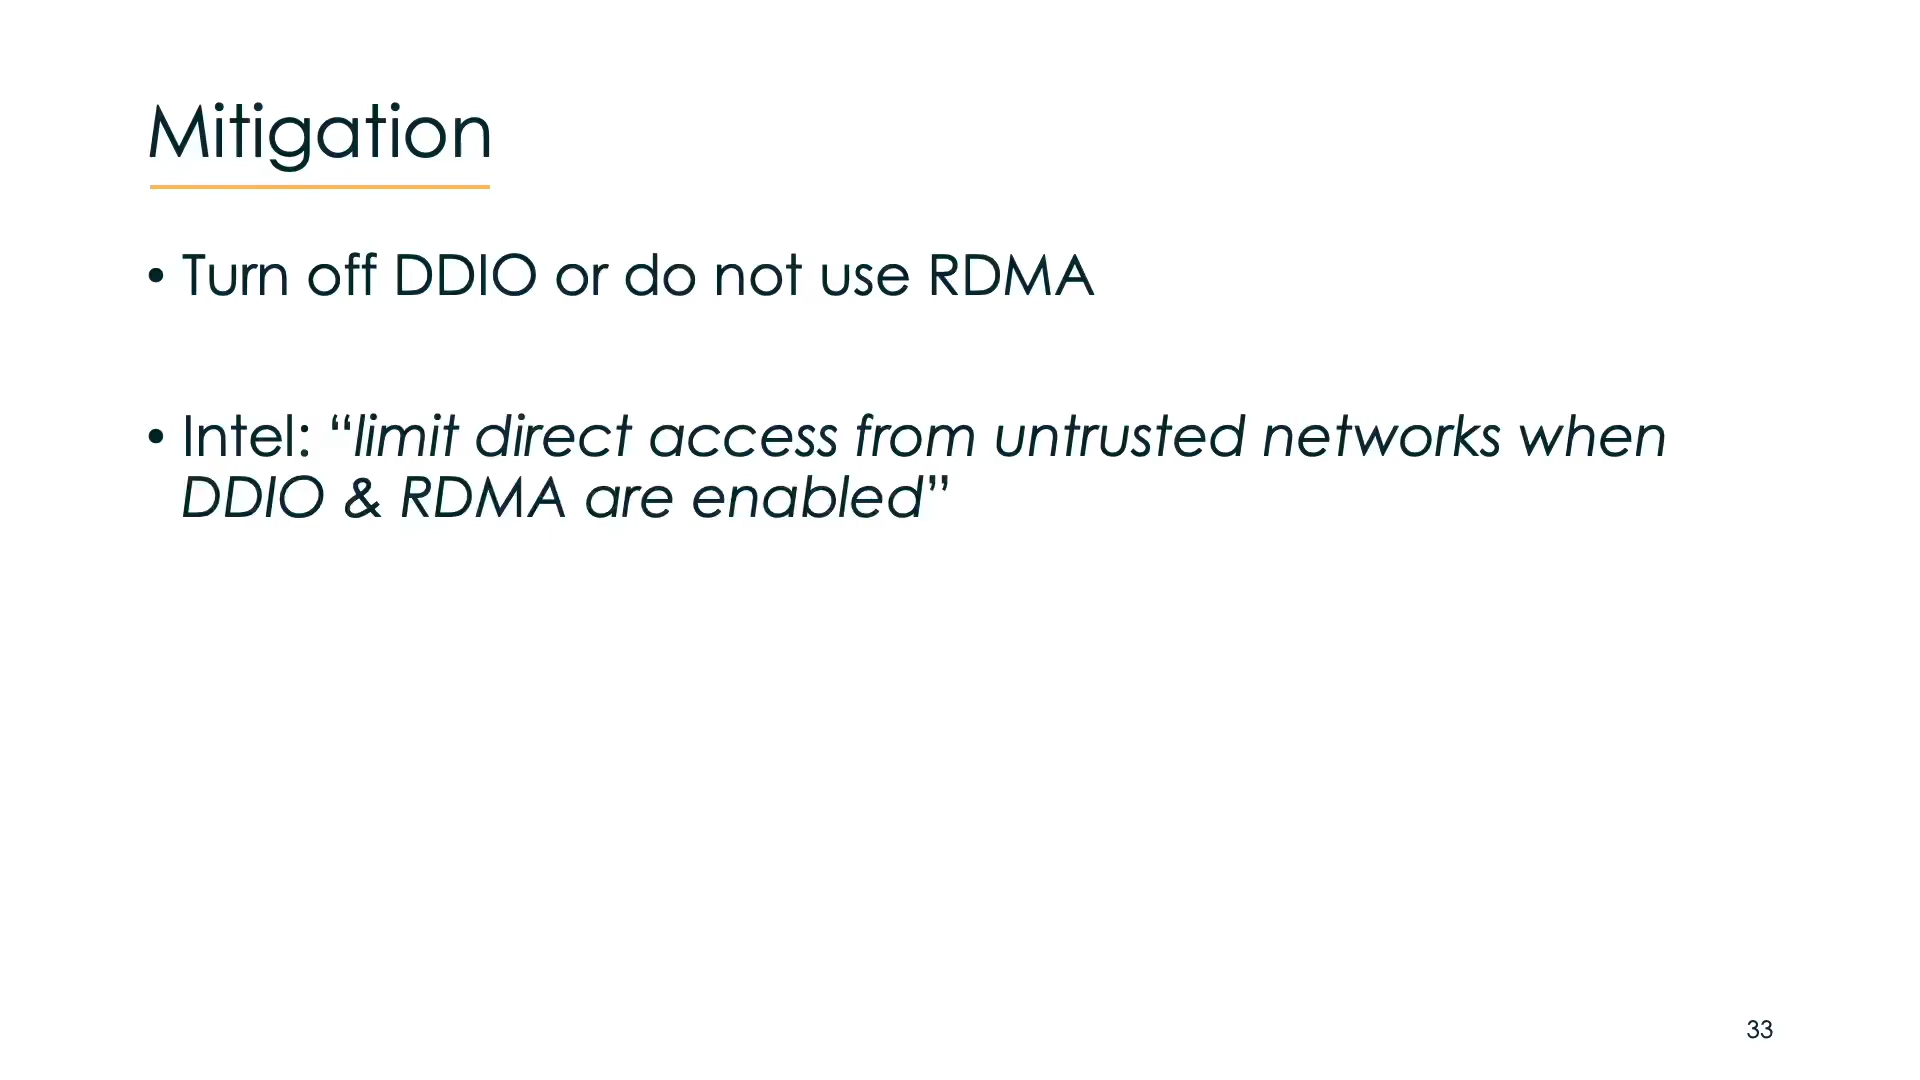 Mitigation
• Turn off DDIO or do not use RDMA
• Intel: “limit direct access from untrusted networks when
DDIO & RDMA are enabled”
33